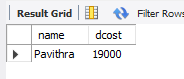 Result Grid Filter Rows
name dcost
Pavithra 19000